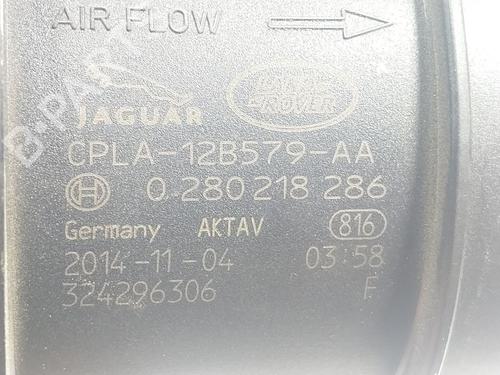 AIR FLOW
JAGUAR
LAND ROVER
CPLA-12B579-AA
0 280 218 286
Germany AKTAV 816
2014-11-04 03:58
324296306 F
B-PARTS